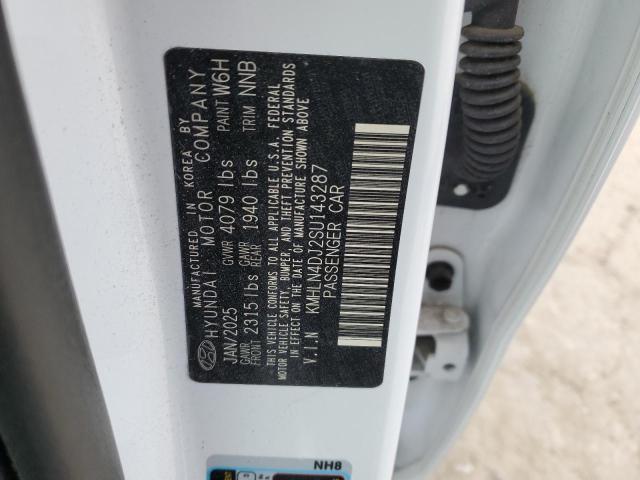 MANUFACTURED IN KOREA BY
HYUNDAI MOTOR COMPANY
JAN/2025 GVWR 4079 lbs PAINT W6H
GAWR FRONT 2315 lbs GAWR REAR 1940 lbs TRIM NNB
THIS VEHICLE CONFORMS TO ALL APPLICABLE U.S.A. FEDERAL
MOTOR VEHICLE SAFETY, BUMPER, AND THEFT PREVENTION STANDARDS
IN EFFECT ON THE DATE OF MANUFACTURE SHOWN ABOVE
V.I.N KMHLN4DJ2SU143287
PASSENGER CAR
NH8